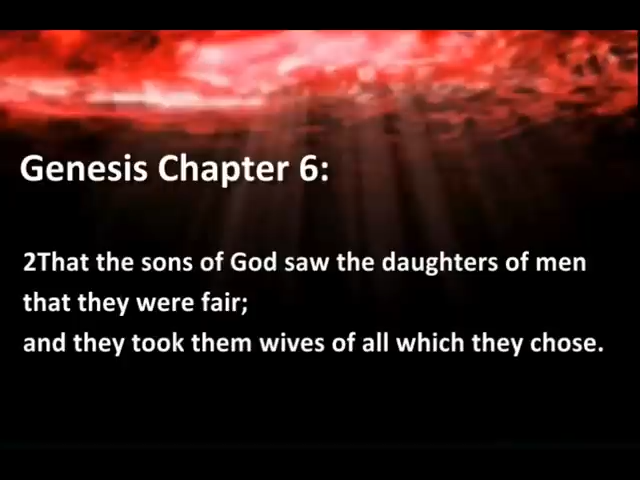 Genesis Chapter 6:
2That the sons of God saw the daughters of men
that they were fair;
and they took them wives of all which they chose.